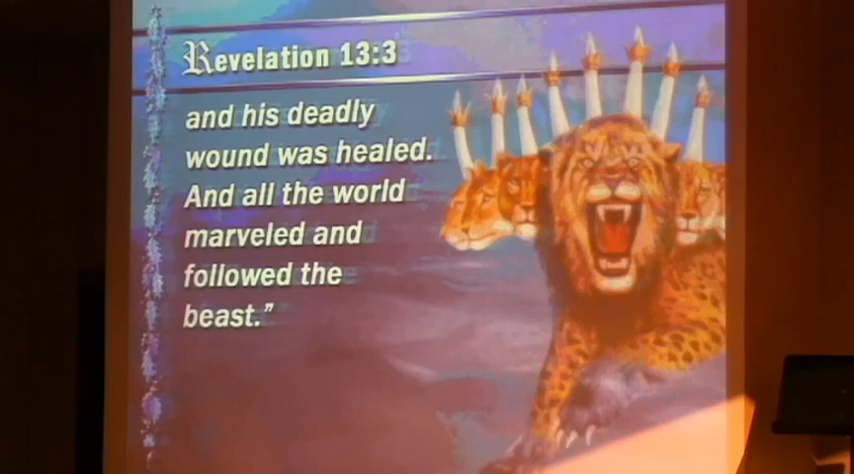 Revelation 13:3
and his deadly
wound was healed.
And all the world
marveled and
followed the
beast.”